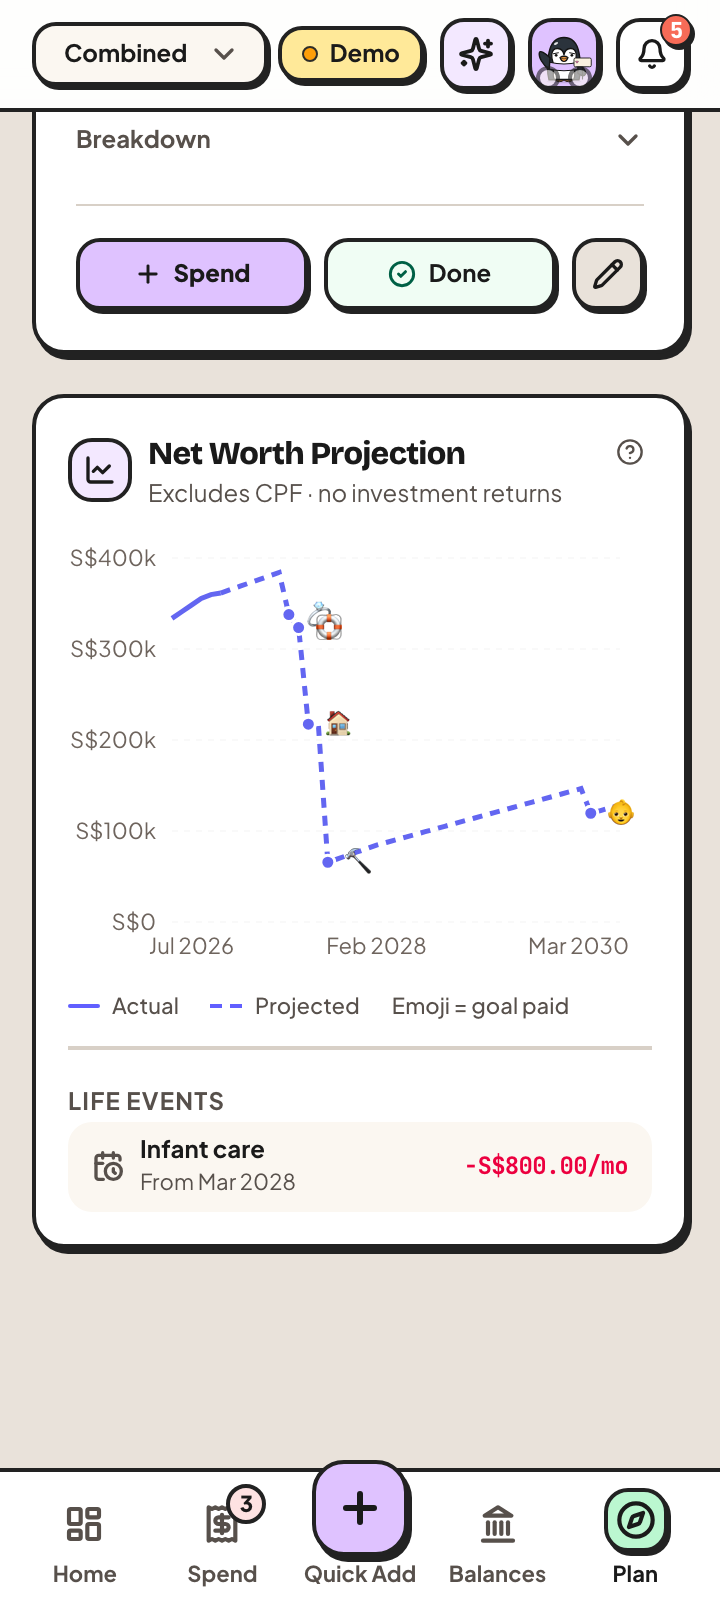 Combined
Demo
5
Breakdown
Spend
Done
Net Worth Projection
Excludes CPF · no investment returns
S$400k
S$300k
S$200k
S$100k
S$0
Jul 2026
Feb 2028
Mar 2030
Actual
Projected
Emoji = goal paid
LIFE EVENTS
Infant care
From Mar 2028
-S$800.00/mo
Home
3
Spend
Quick Add
Balances
Plan